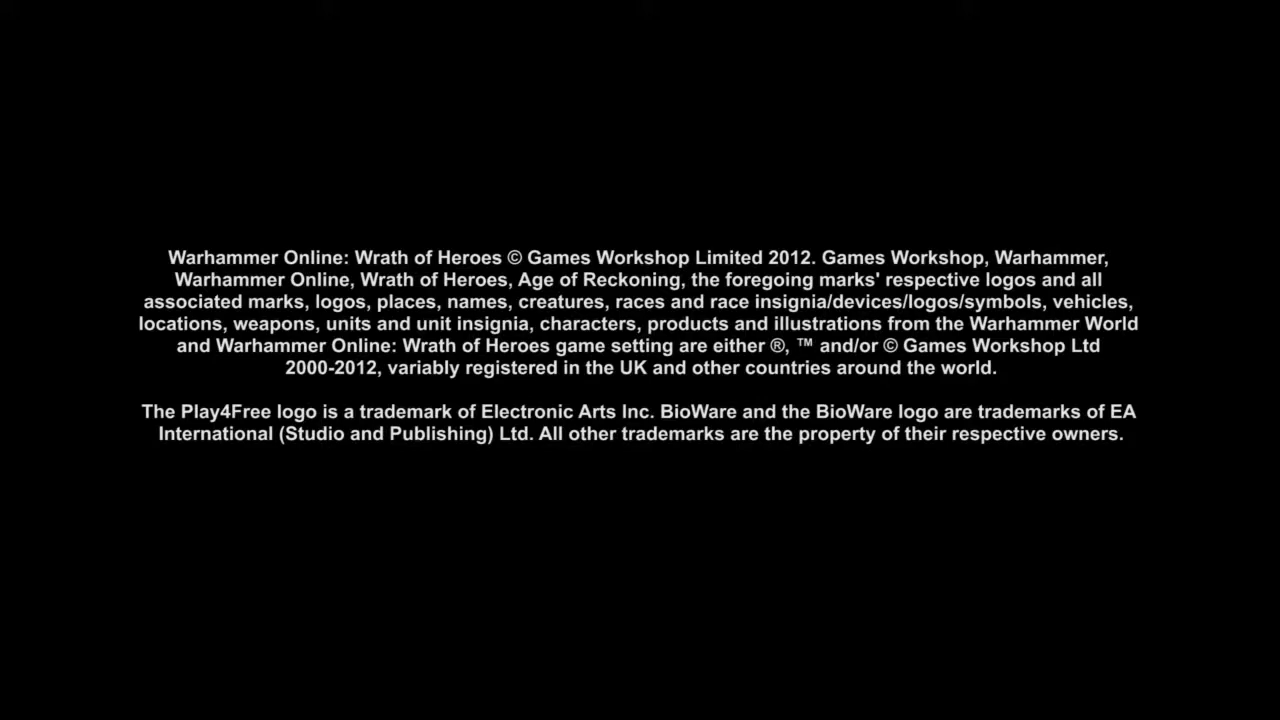 Warhammer Online: Wrath of Heroes © Games Workshop Limited 2012. Games Workshop, Warhammer,
Warhammer Online, Wrath of Heroes, Age of Reckoning, the foregoing marks' respective logos and all
associated marks, logos, places, names, creatures, races and race insignia/devices/logos/symbols, vehicles,
locations, weapons, units and unit insignia, characters, products and illustrations from the Warhammer World
and Warhammer Online: Wrath of Heroes game setting are either ®, ™ and/or © Games Workshop Ltd
2000-2012, variably registered in the UK and other countries around the world.
The Play4Free logo is a trademark of Electronic Arts Inc. BioWare and the BioWare logo are trademarks of EA
International (Studio and Publishing) Ltd. All other trademarks are the property of their respective owners.